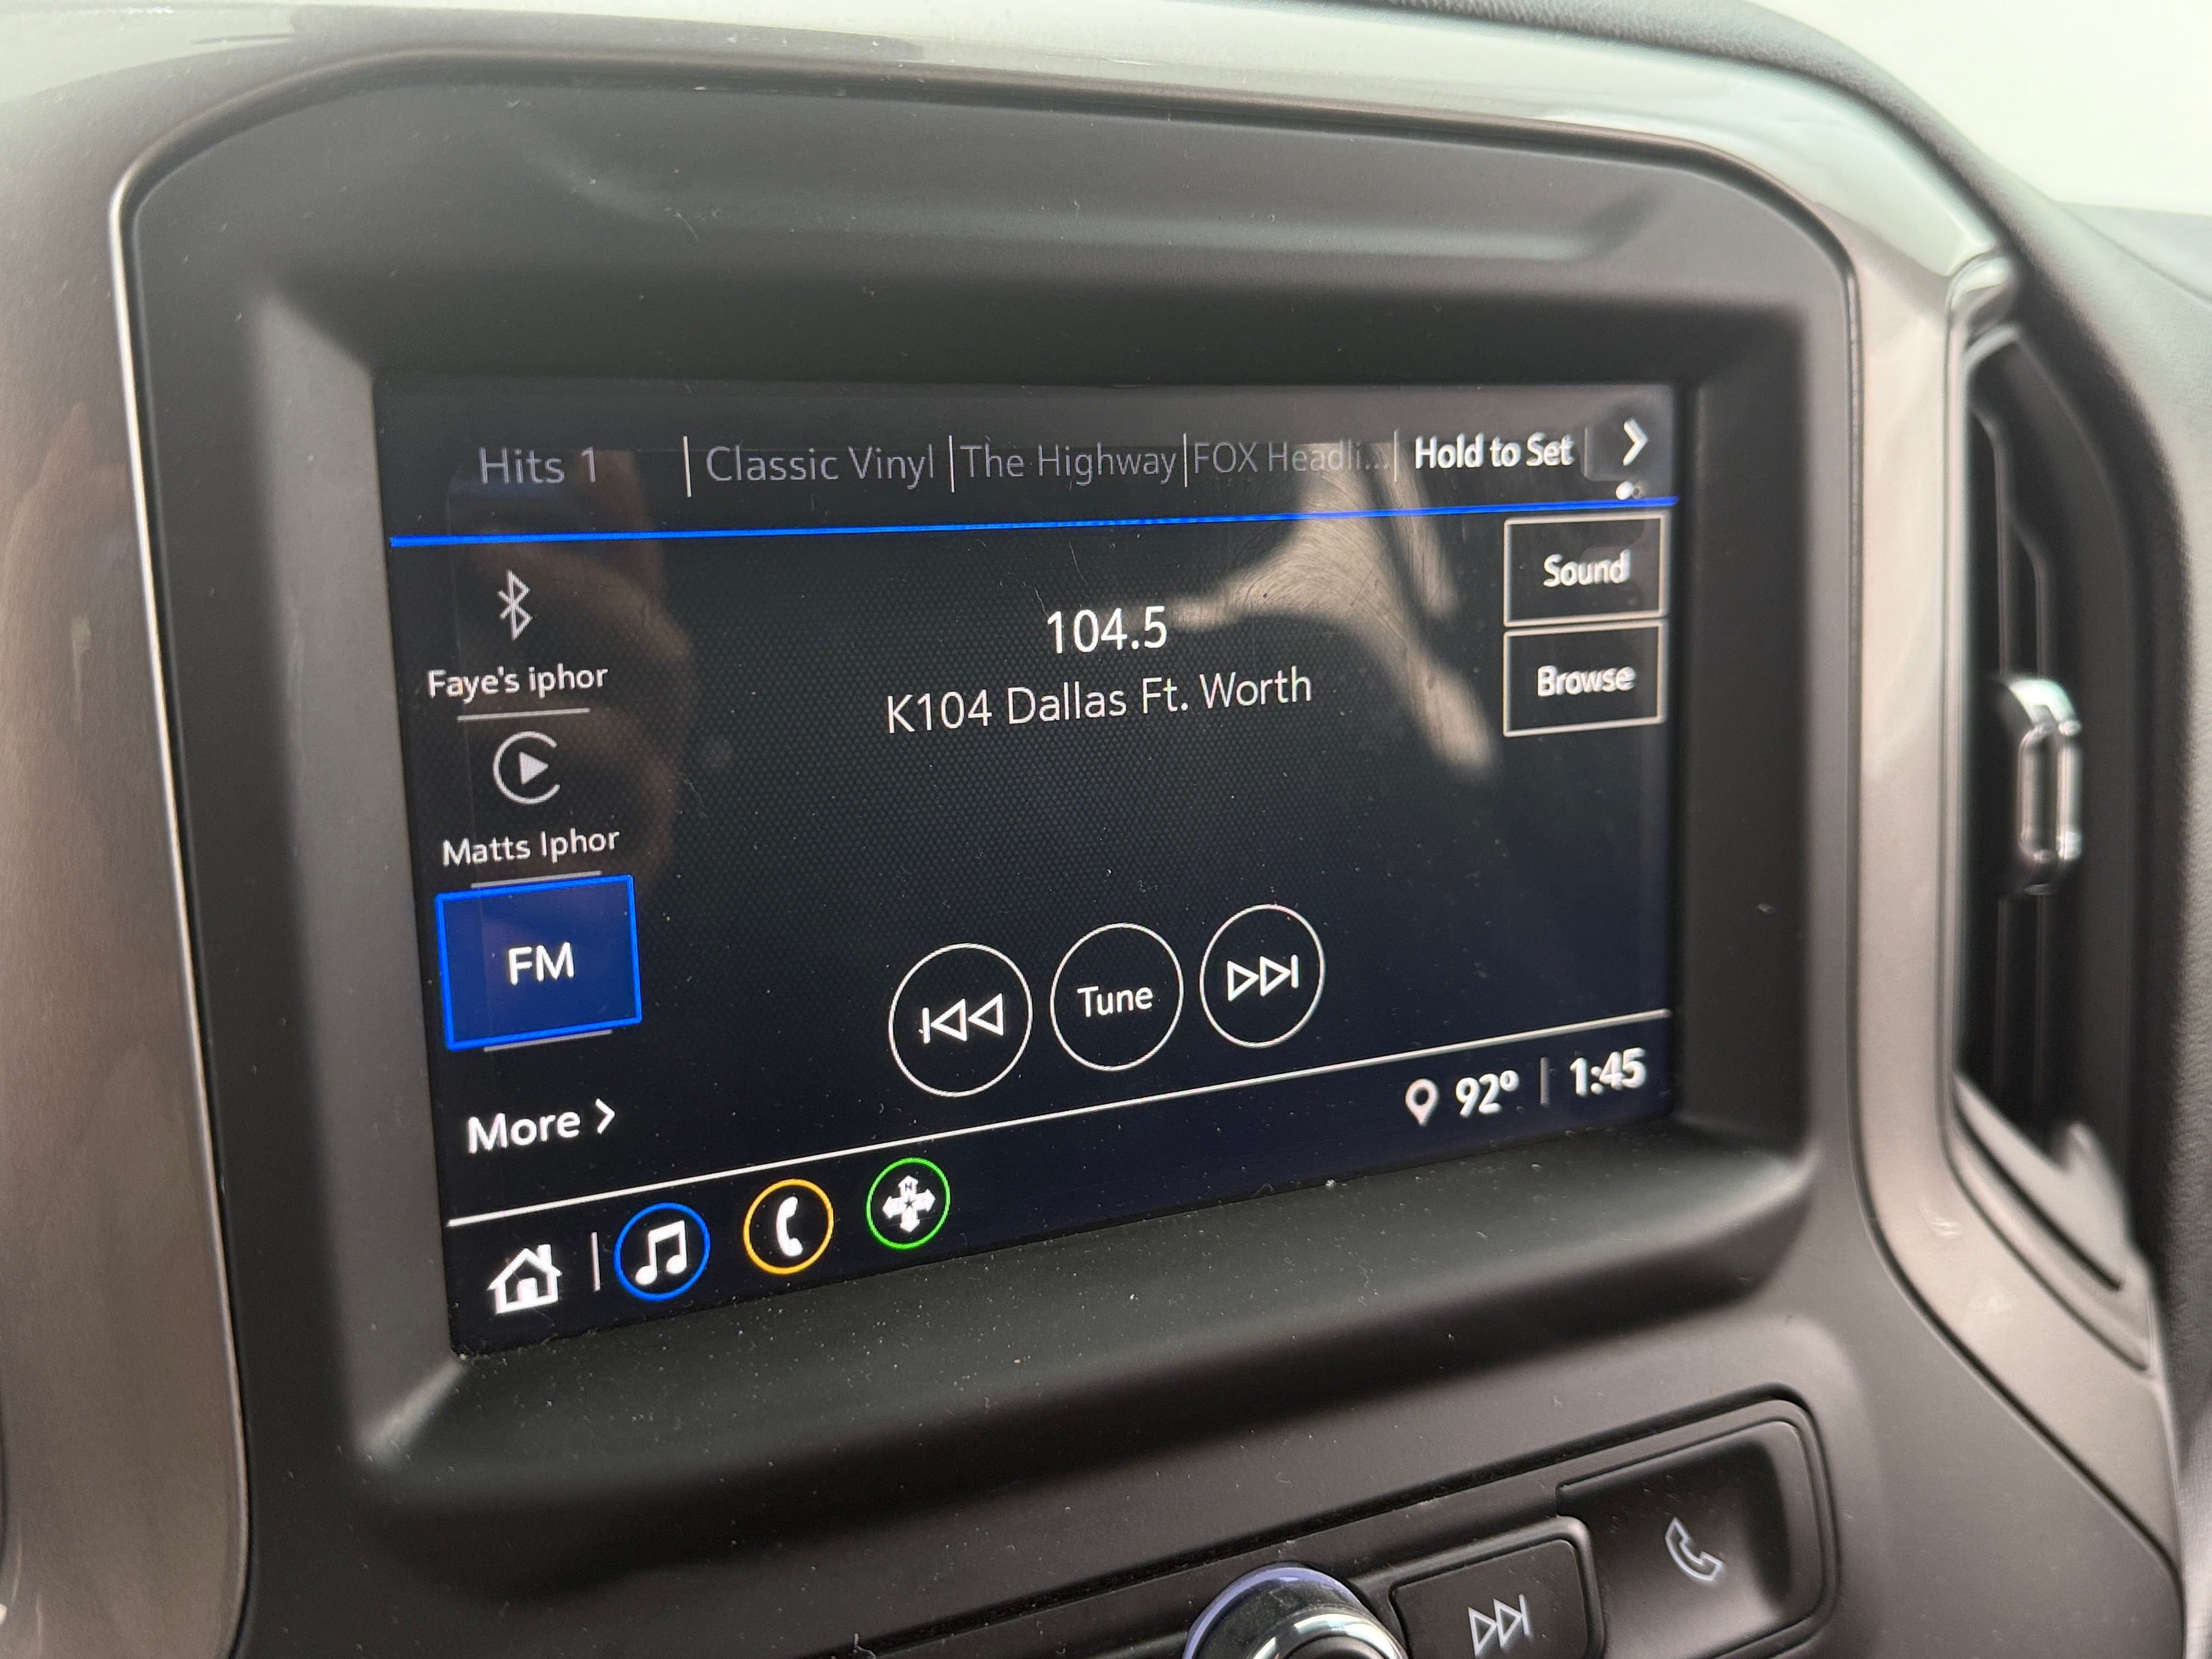 Hits 1 Classic Vinyl The Highway FOX Headli... Hold to Set
Sound
104.5
Browse
Faye's iphor
K104 Dallas Ft. Worth
Matts Iphor
FM
Tune
More
92° 1:45
N